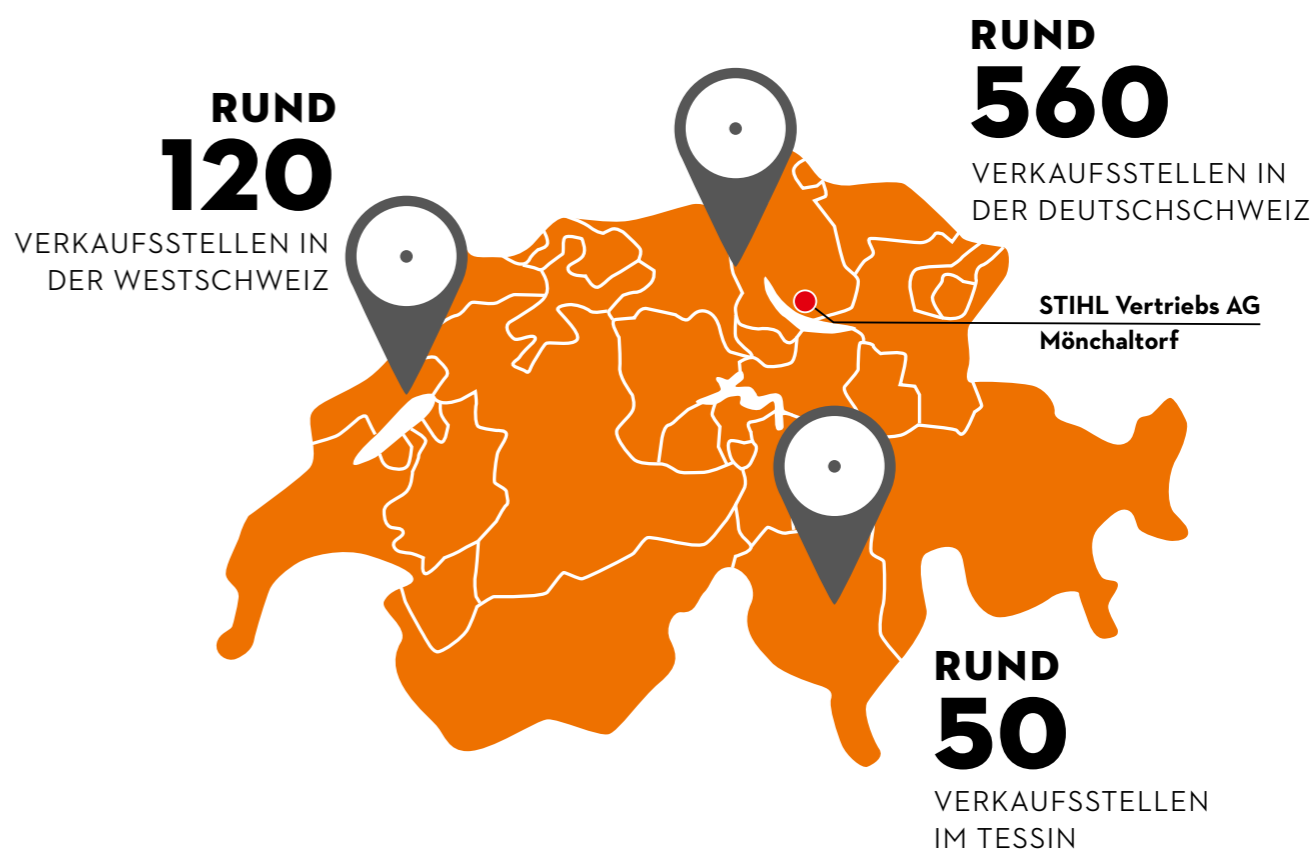 RUND
120
VERKAUFSSTELLEN IN
DER WESTSCHWEIZ
RUND
560
VERKAUFSSTELLEN IN
DER DEUTSCHSCHWEIZ
STIHL Vertriebs AG
Mönchaltorf
RUND
50
VERKAUFSSTELLEN
IM TESSIN